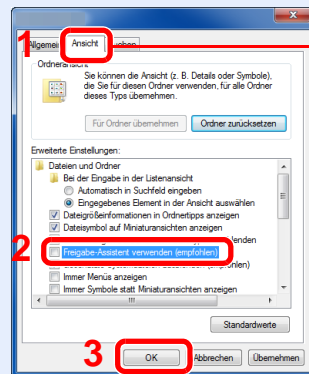 1
Allgemein Ansicht Suchen
Ordneransicht
Sie können die Ansicht (z. B. Details oder Symbole),
die Sie für diesen Ordner verwenden, für alle Ordner
dieses Typs übernehmen.
Für Ordner übernehmen Ordner zurücksetzen
Erweiterte Einstellungen:
Dateien und Ordner
Bei der Eingabe in der Listenansicht
Automatisch in Suchfeld eingeben
Eingegebenes Element in der Ansicht auswählen
Dateigrößeinformationen in Ordnertipps anzeigen
Dateisymbol auf Miniaturansichten anzeigen
2
Freigabe-Assistent verwenden (empfohlen)
Immer Menüs anzeigen
Immer Symbole statt Miniaturansichten anzeigen
Standardwerte
3
OK Abbrechen Übernehmen